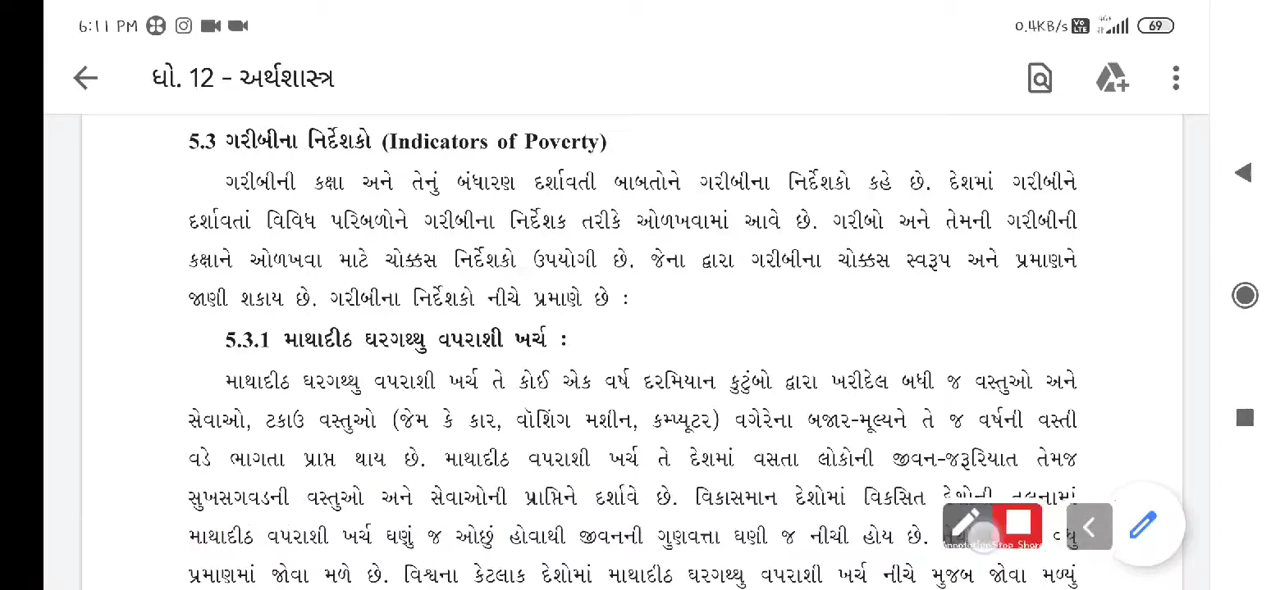 6:11 PM
0.4KB/s VoLTE 4G 69
ધો. 12 - અર્થશાસ્ત્ર
5.3 ગરીબીના નિર્દેશકો (Indicators of Poverty)
ગરીબીની કક્ષા અને તેનું બંધારણ દર્શાવતી બાબતોને ગરીબીના નિર્દેશકો કહે છે. દેશમાં ગરીબીને
દર્શાવતાં વિવિધ પરિબળોને ગરીબીના નિર્દેશક તરીકે ઓળખવામાં આવે છે. ગરીબો અને તેમની ગરીબીની
કક્ષાને ઓળખવા માટે ચોક્કસ નિર્દેશકો ઉપયોગી છે. જેના દ્વારા ગરીબીના ચોક્કસ સ્વરૂપ અને પ્રમાણને
જાણી શકાય છે. ગરીબીના નિર્દેશકો નીચે પ્રમાણે છે :
5.3.1 માથાદીઠ ઘરગથ્થુ વપરાશી ખર્ચ :
માથાદીઠ ઘરગથ્થુ વપરાશી ખર્ચ તે કોઈ એક વર્ષ દરમિયાન કુટુંબો દ્વારા ખરીદેલ બધી જ વસ્તુઓ અને
સેવાઓ, ટકાઉ વસ્તુઓ (જેમ કે કાર, વૉશિંગ મશીન, કમ્પ્યૂટર) વગેરેના બજાર-મૂલ્યને તે જ વર્ષની વસ્તી
વડે ભાગતા પ્રાપ્ત થાય છે. માથાદીઠ વપરાશી ખર્ચ તે દેશમાં વસતા લોકોની જીવન-જરૂરિયાત તેમજ
સુખસગવડની વસ્તુઓ અને સેવાઓની પ્રાપ્તિને દર્શાવે છે. વિકાસમાન દેશોમાં વિકસિત દેશોની તુલનામાં
માથાદીઠ વપરાશી ખર્ચ ઘણું જ ઓછું હોવાથી જીવનની ગુણવત્તા ઘણી જ નીચી હોય છે. વધુ
Stop Share
પ્રમાણમાં જોવા મળે છે. વિશ્વના કેટલાક દેશોમાં માથાદીઠ ઘરગથ્થુ વપરાશી ખર્ચ નીચે મુજબ જોવા મળ્યું